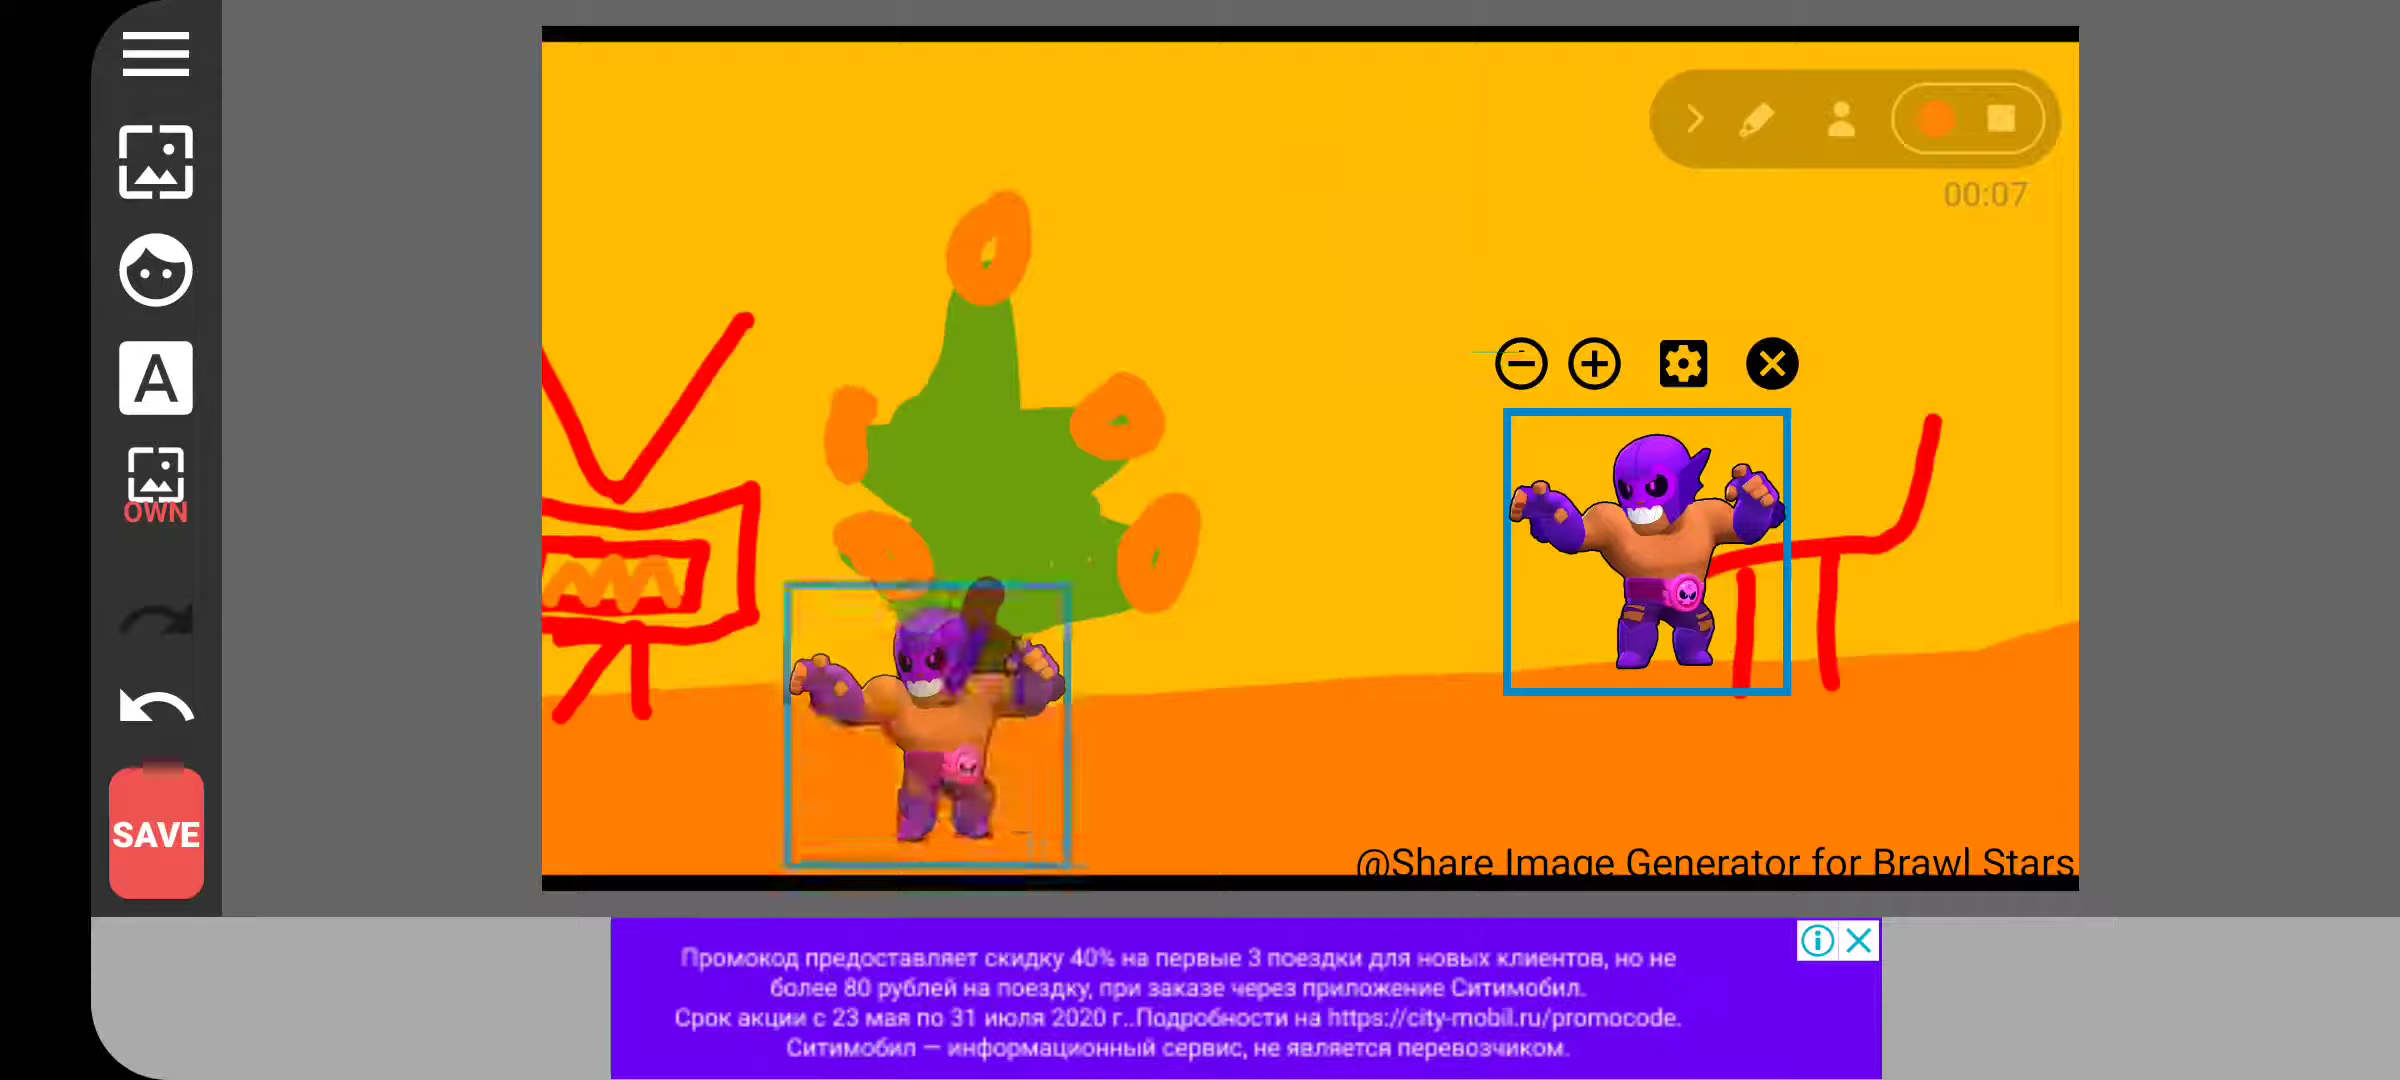 00:07
A
OWN
SAVE
@Share Image Generator for Brawl Stars
Промокод предоставляет скидку 40% на первые 3 поездки для новых клиентов, но не
более 80 рублей на поездку, при заказе через приложение Ситимобил.
Срок акции с 23 мая по 31 июля 2020 г..Подробности на https://city-mobil.ru/promocode.
Ситимобил — информационный сервис, не является перевозчиком.